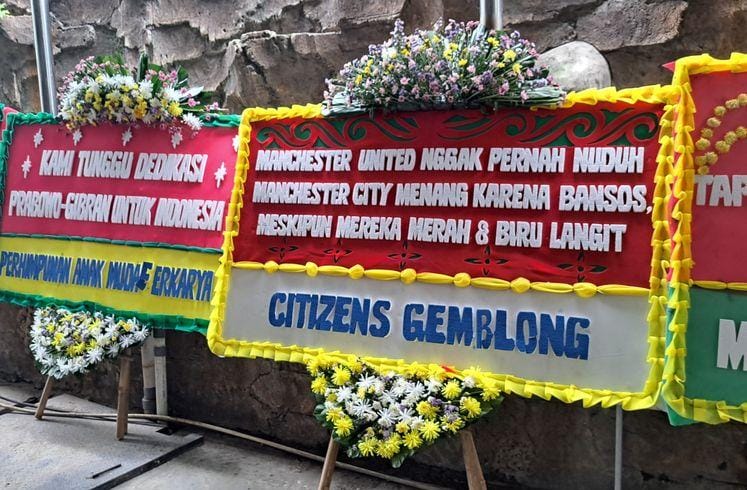 KAMI TUNGGU DEDIKASI
PRABOWO-GIBRAN UNTUK INDONESIA
PERHIMPUNAN ANAK MUDA BERKARYA
MANCHESTER UNITED NGGAK PERNAH NUDUH
MANCHESTER CITY MENANG KARENA BANSOS,
MESKIPUN MEREKA MERAH & BIRU LANGIT
CITIZENS GEMBLONG